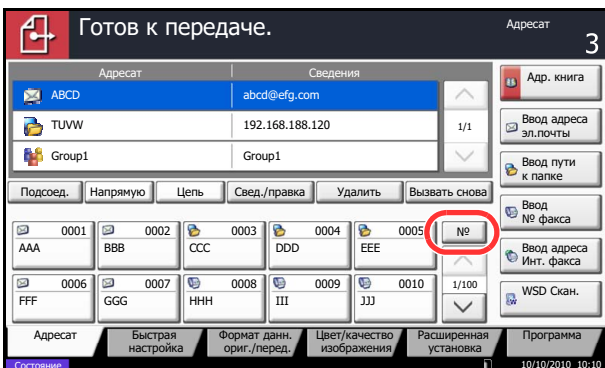 Готов к передаче.
Адресат
3
Адресат Сведения
ABCD abcd@efg.com
TUVW 192.168.188.120
1/1
Group1 Group1
Подсоед. Напрямую Цепь Свед./правка Удалить Вызвать снова
0001 0002 0003 0004 0005 №
AAA BBB CCC DDD EEE
0006 0007 0008 0009 0010 1/100
FFF GGG HHH III JJJ
Адр. книга
Ввод адреса
эл.почты
Ввод пути
к папке
Ввод
№ факса
Ввод адреса
Инт. факса
WSD Скан.
Адресат
Быстрая
настройка
Формат данн.
ориг./перед.
Цвет/качество
изображения
Расширенная
установка
Программа
Состояние 10/10/2010 10:10